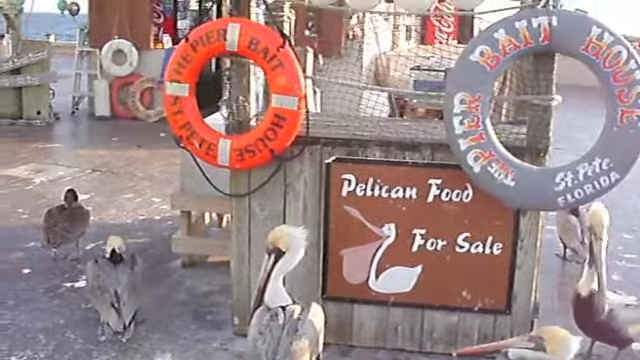 THE PIER BAIT HOUSE
ST PETE
BAIT HOUSE
PIER
ST. PETE
FLORIDA
Pelican Food
For Sale